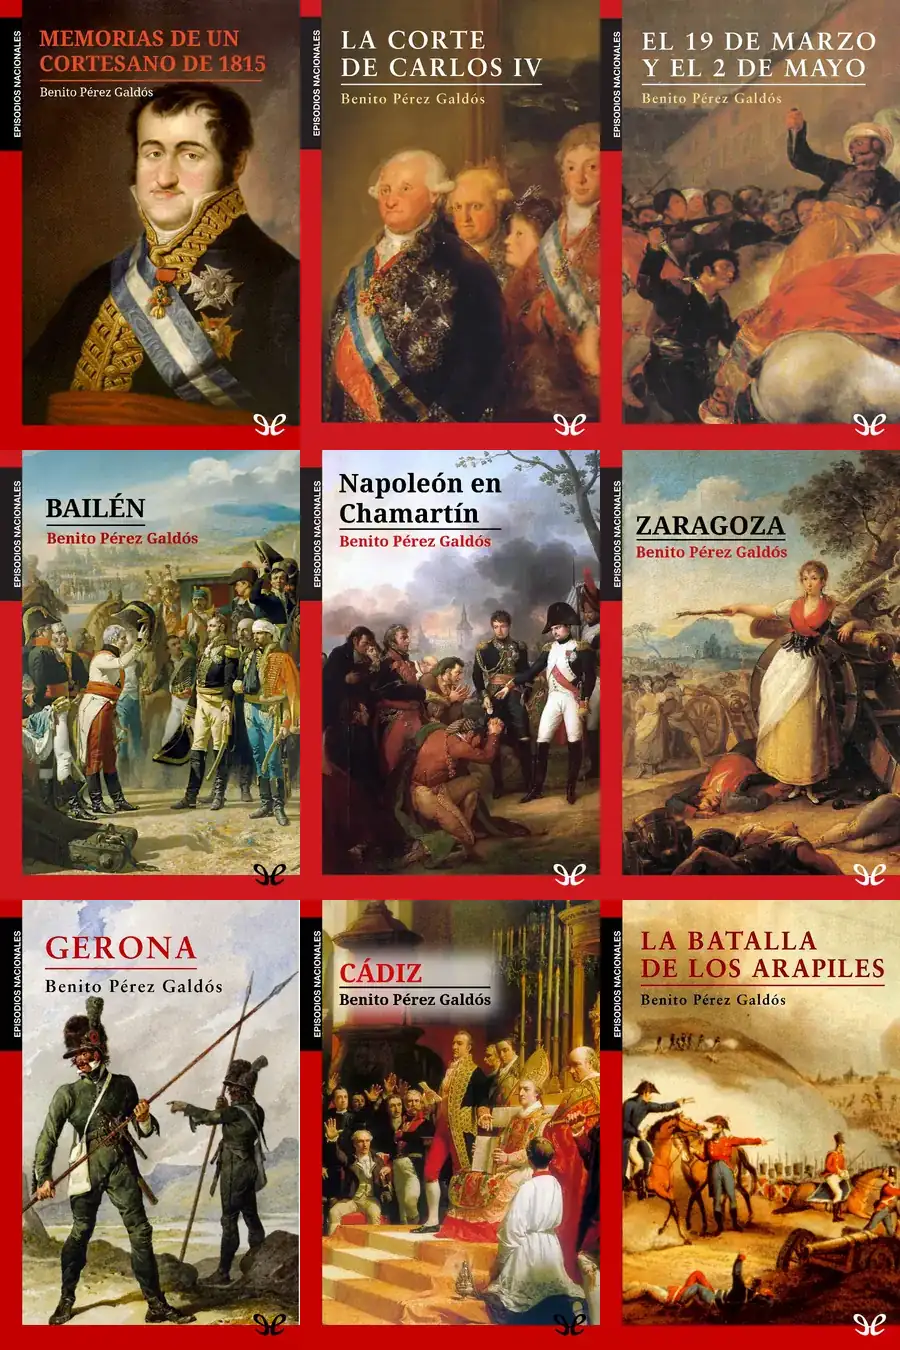 EPISODIOS NACIONALES
MEMORIAS DE UN
CORTESANO DE 1815
Benito Pérez Galdós
EPISODIOS NACIONALES
LA CORTE
DE CARLOS IV
Benito Pérez Galdós
EPISODIOS NACIONALES
EL 19 DE MARZO
Y EL 2 DE MAYO
Benito Pérez Galdós
EPISODIOS NACIONALES
BAILÉN
Benito Pérez Galdós
EPISODIOS NACIONALES
Napoleón en
Chamartín
Benito Pérez Galdós
EPISODIOS NACIONALES
ZARAGOZA
Benito Pérez Galdós
EPISODIOS NACIONALES
GERONA
Benito Pérez Galdós
EPISODIOS NACIONALES
CÁDIZ
Benito Pérez Galdós
EPISODIOS NACIONALES
LA BATALLA
DE LOS ARAPILES
Benito Pérez Galdós